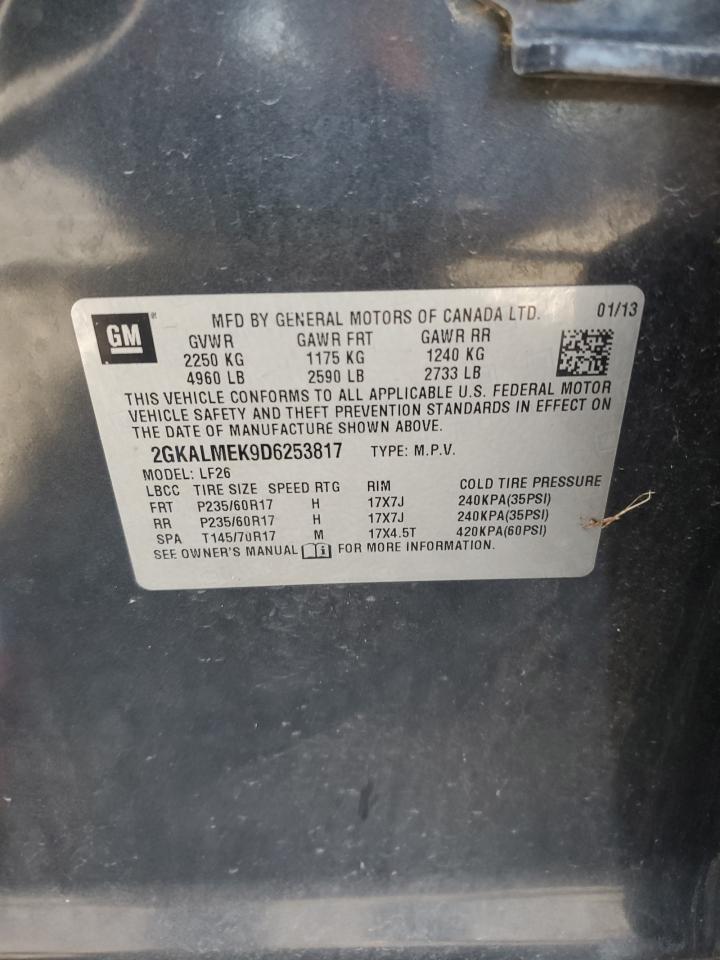 GM
MFD BY GENERAL MOTORS OF CANADA LTD. 01/13
GVWR GAWR FRT GAWR RR
2250 KG 1175 KG 1240 KG
4960 LB 2590 LB 2733 LB
THIS VEHICLE CONFORMS TO ALL APPLICABLE U.S. FEDERAL MOTOR
VEHICLE SAFETY AND THEFT PREVENTION STANDARDS IN EFFECT ON
THE DATE OF MANUFACTURE SHOWN ABOVE.
2GKALMEK9D6253817 TYPE: M.P.V.
MODEL: LF26
LBCC TIRE SIZE SPEED RTG RIM COLD TIRE PRESSURE
FRT P235/60R17 H 17X7J 240KPA(35PSI)
RR P235/60R17 H 17X7J 240KPA(35PSI)
SPA T145/70R17 M 17X4.5T 420KPA(60PSI)
SEE OWNER'S MANUAL FOR MORE INFORMATION.